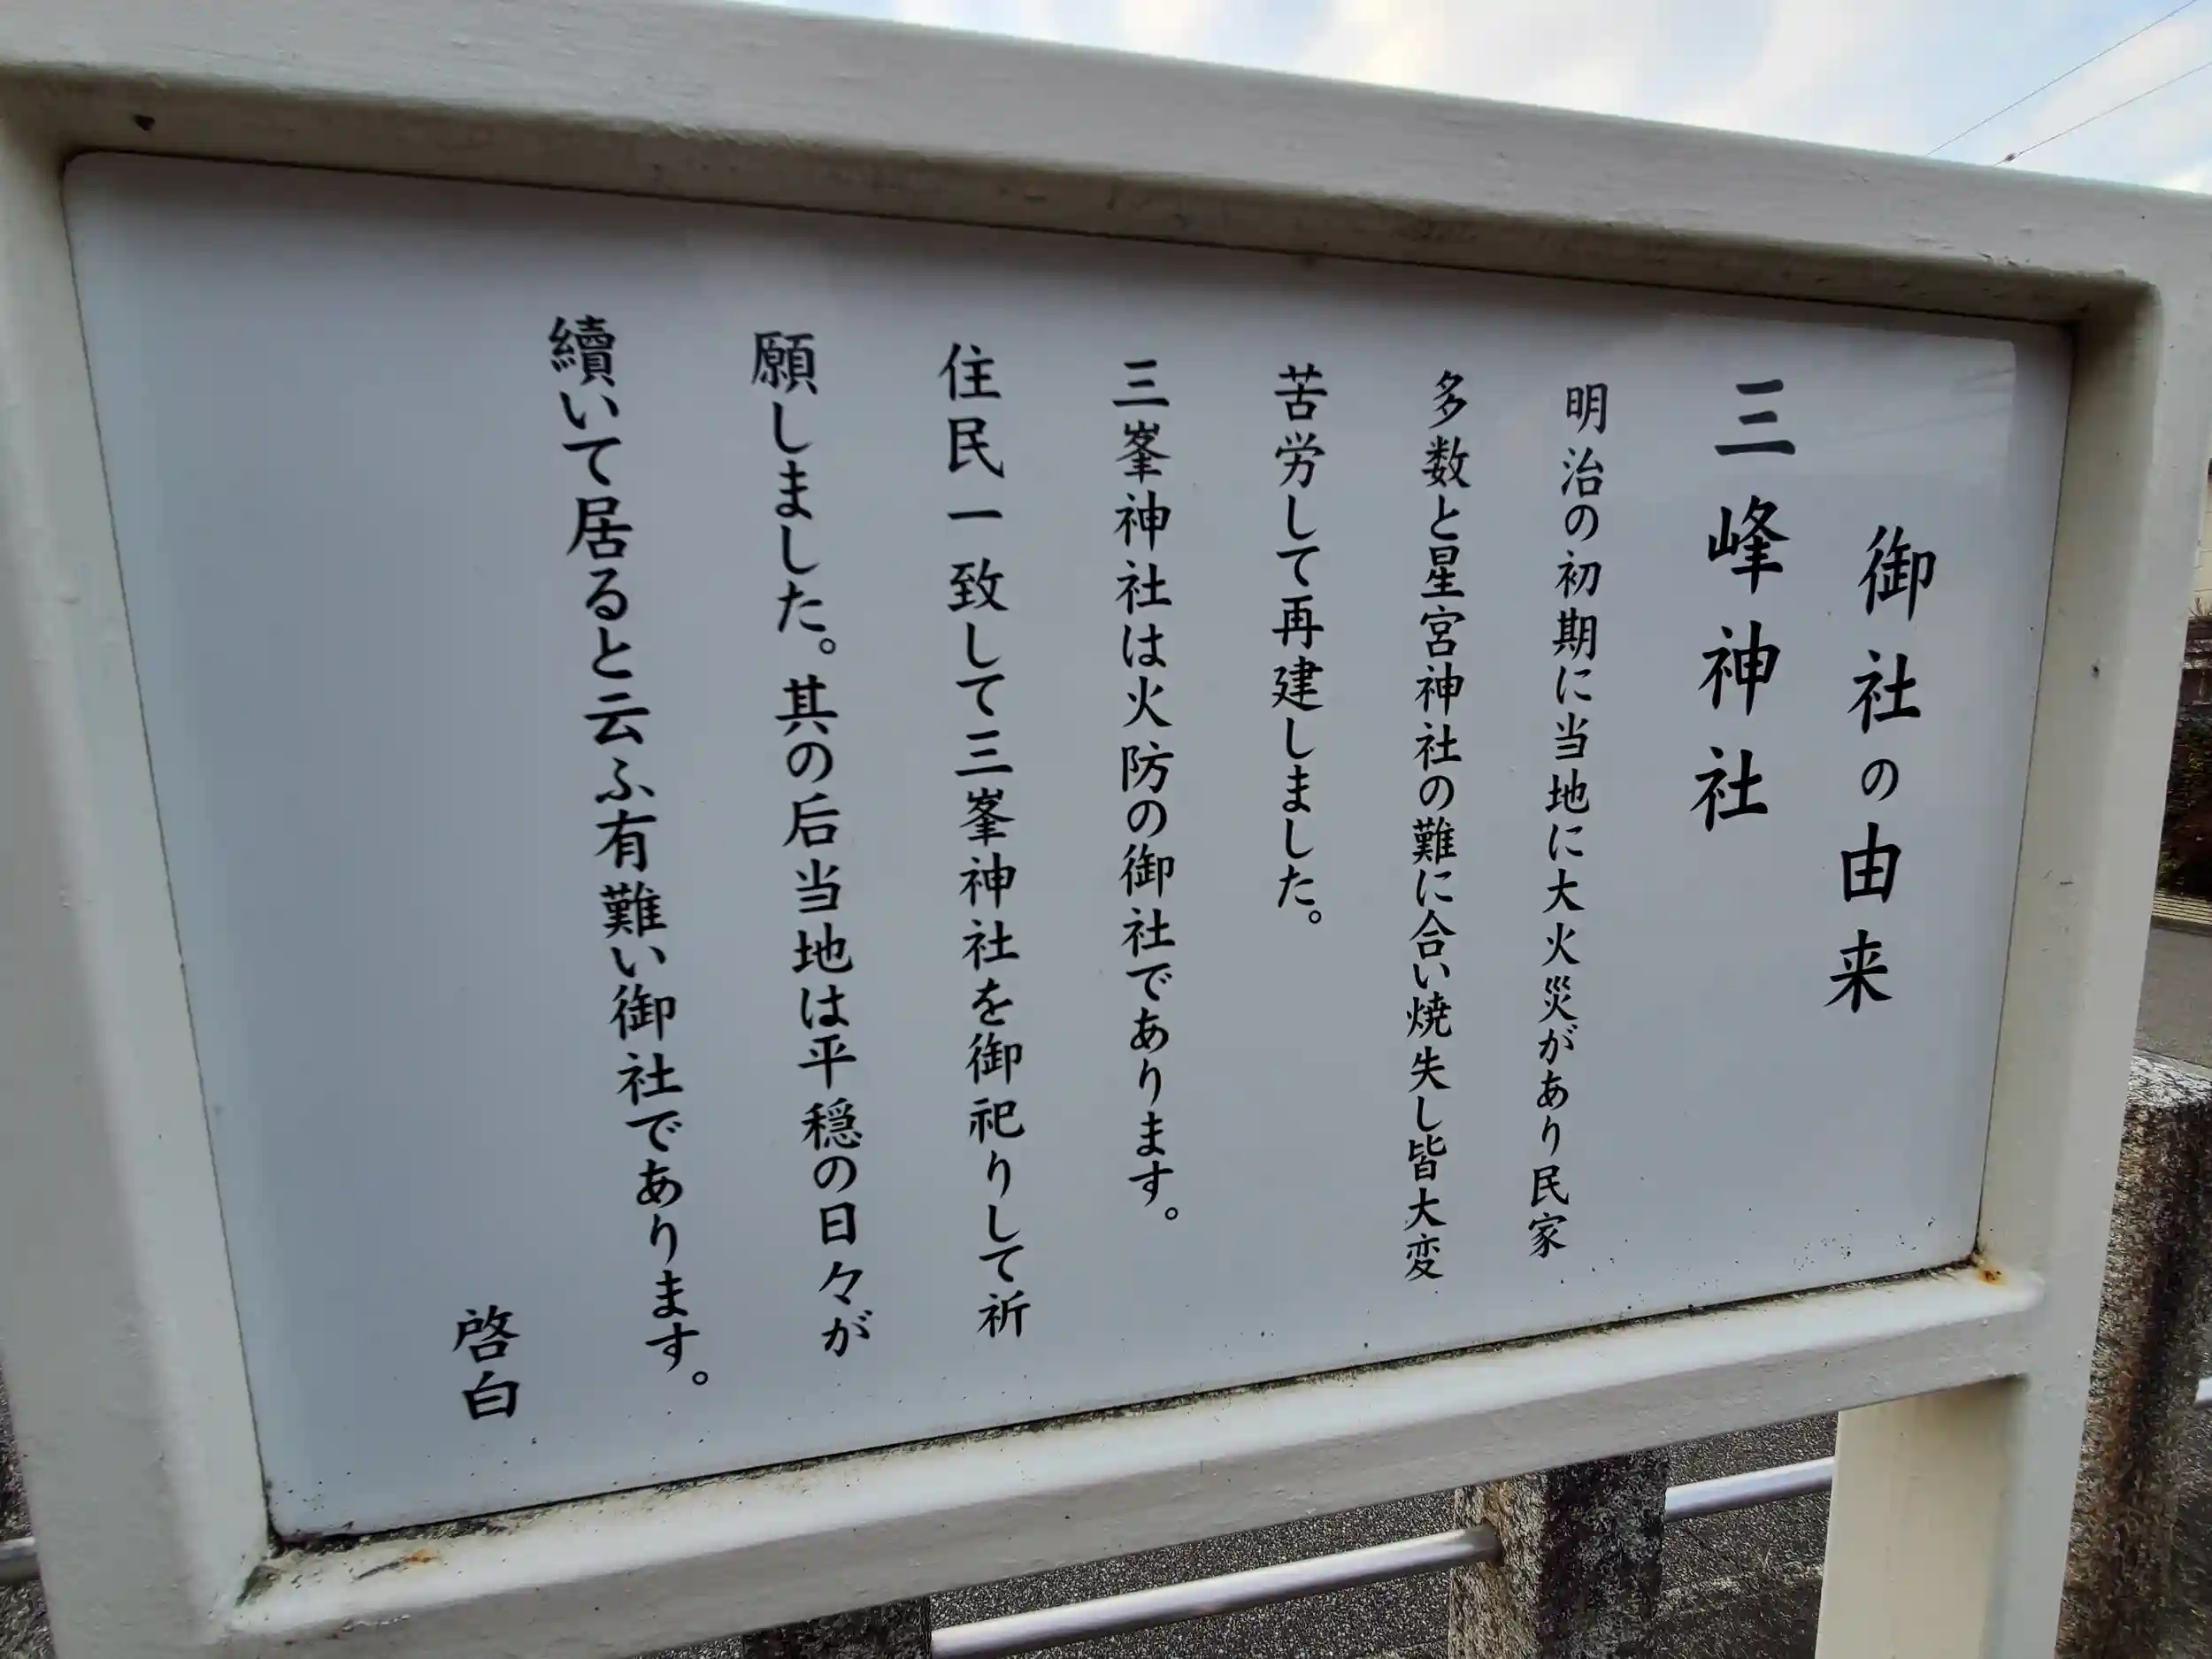 御社の由来
三峰神社
明治の初期に当地に大火災があり民家
多数と星宮神社の難に合い焼失し皆大変
苦労して再建しました。
三峯神社は火防の御社であります。
住民一致して三峯神社を御祀りして祈
願しました。其の后当地は平穏の日々が
續いて居ると云ふ有難い御社であります。
啓白